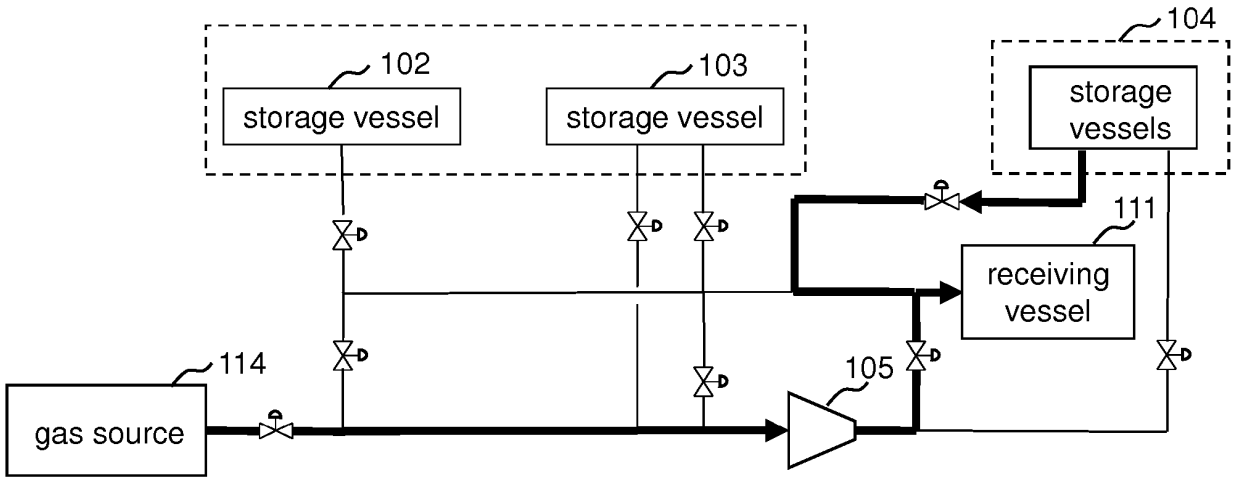 104
102
103
storage vessel
storage vessel
storage
vessels
111
receiving
vessel
114
105
gas source